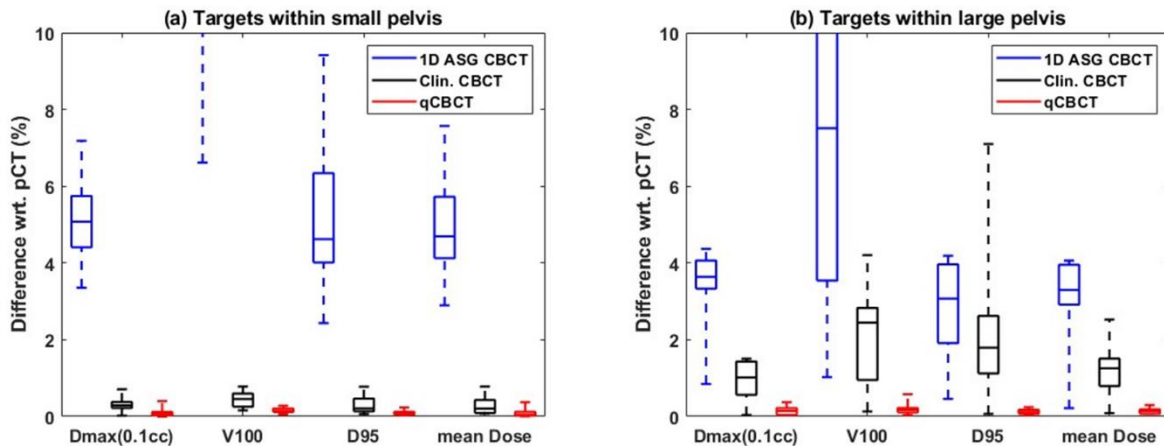 (a) Targets within small pelvis
10
8
6
4
2
0
Difference wrt. pCT (%)
1D ASG CBCT
Clin. CBCT
qCBCT
Dmax(0.1cc) V100 D95 mean Dose
(b) Targets within large pelvis
10
8
6
4
2
0
Difference wrt. pCT (%)
1D ASG CBCT
Clin. CBCT
qCBCT
Dmax(0.1cc) V100 D95 mean Dose